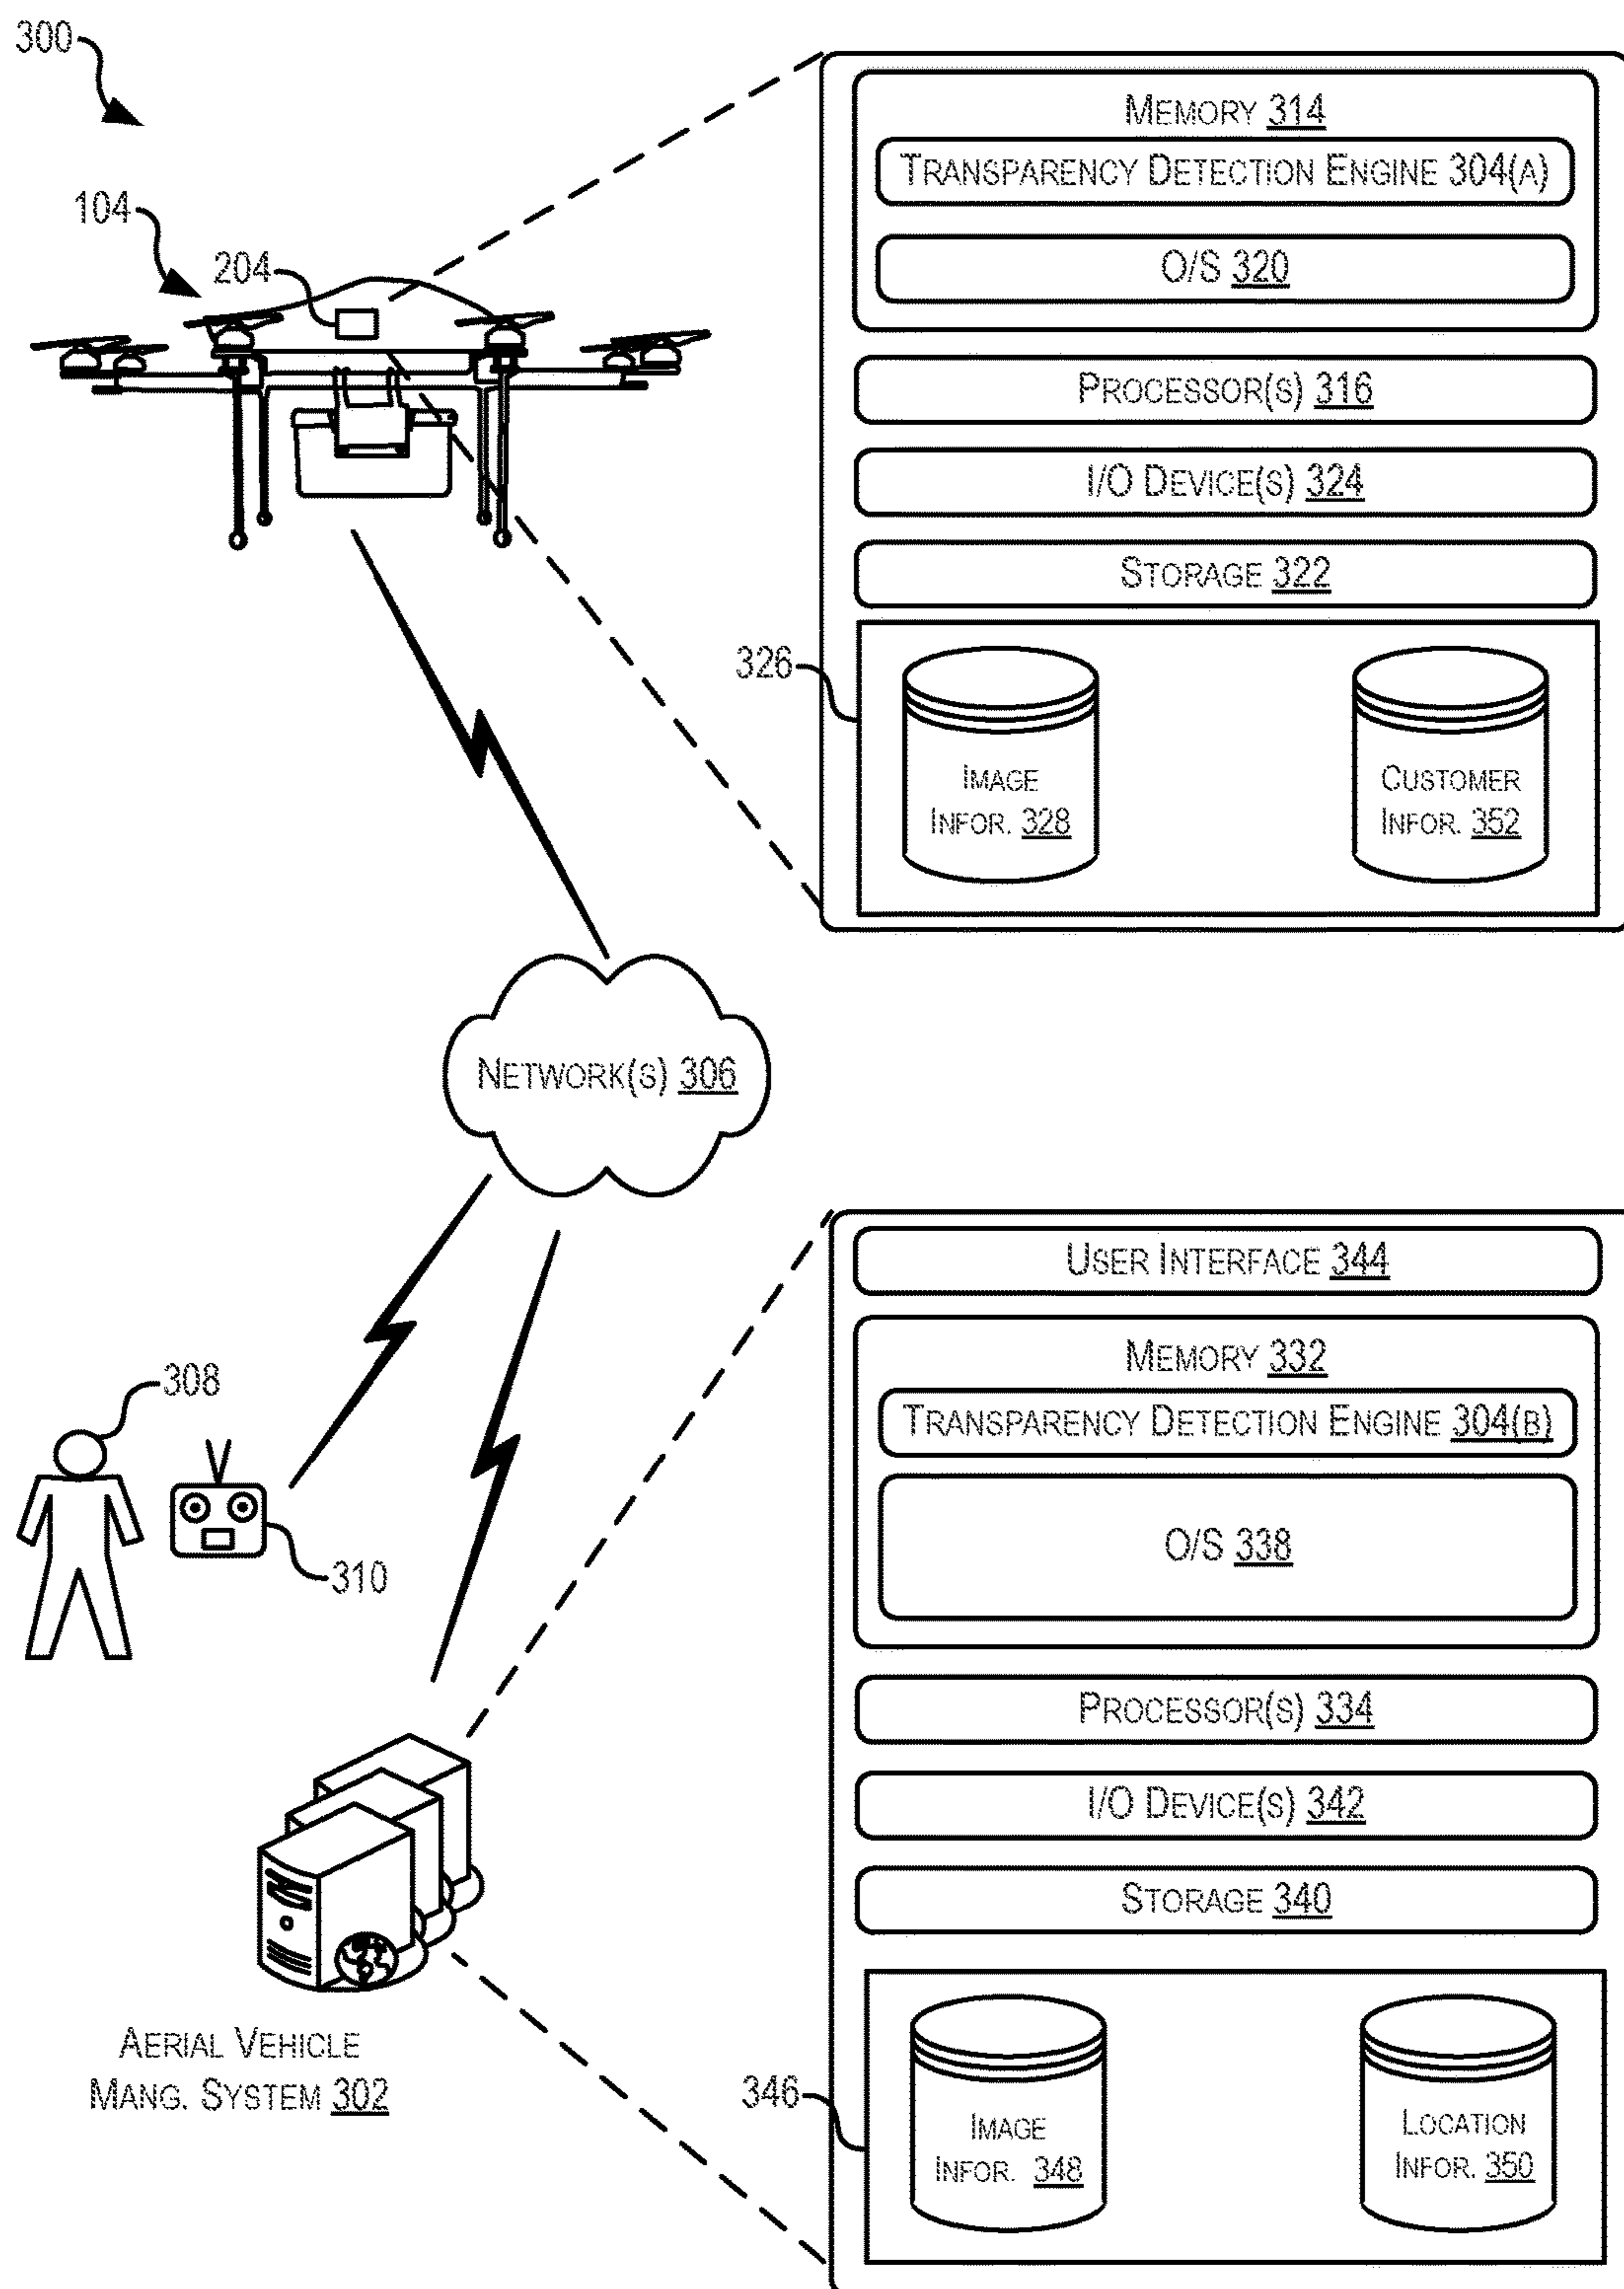 300
104
204
MEMORY 314
TRANSPARENCY DETECTION ENGINE 304(A)
O/S 320
PROCESSOR(S) 316
I/O DEVICE(S) 324
STORAGE 322
326
IMAGE
INFOR. 328
CUSTOMER
INFOR. 352
NETWORK(S) 306
308
310
AERIAL VEHICLE
MANG. SYSTEM 302
USER INTERFACE 344
MEMORY 332
TRANSPARENCY DETECTION ENGINE 304(B)
O/S 338
PROCESSOR(S) 334
I/O DEVICE(S) 342
STORAGE 340
346
IMAGE
INFOR. 348
LOCATION
INFOR. 350